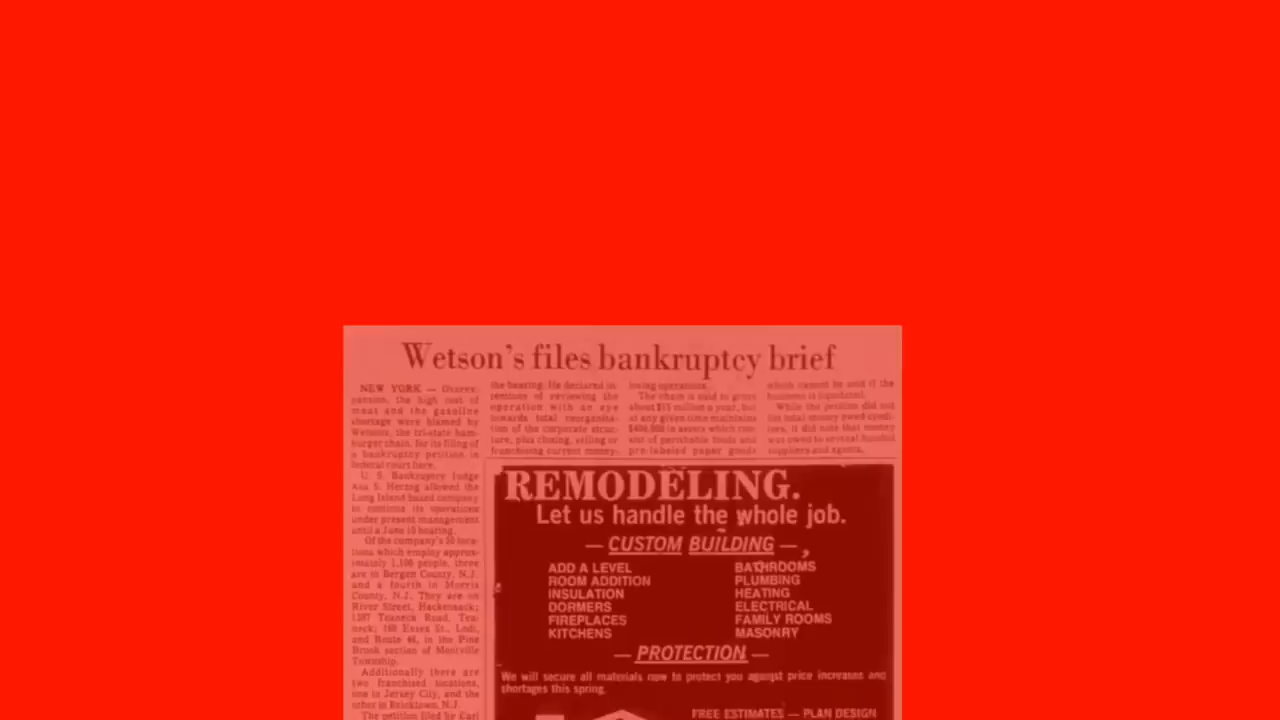 Wetson's files bankruptcy brief
NEW YORK — Overex-
pansion, the high cost of
meat and the gasoline
shortage were blamed by
Wetsons, the tri-state ham-
burger chain, for its filing of
a bankruptcy petition in
federal court here.
U. S. Bankruptcy Judge
Asa S. Herzog allowed the
Long Island based company
to continue its operations
under present management
until a June 10 hearing.
Of the company's 50 loca-
tions which employ approx-
imately 1,100 people, three
are in Bergen County, N.J.
and a fourth in Morris
County, N.J. They are on
River Street, Hackensack;
Teaneck Road, Tea-
neck; 160 Essex St., Lodi,
and Route 46, in the Pine
Brook section of Montville
Township.
Additionally there are
two franchised locations,
one in Jersey City, and the
other in Bricktown, N.J.
The petition filed by Carl
the hearing. He declared in-
tentions of reviewing the
operation with an eye
towards total reorganiza-
tion of the corporate struc-
ture, plus closing, selling or
franchising current money-
losing operations.
The chain is said to gross
about $15 million a year, but
at any given time maintains
$400,000 in assets which con-
sist of perishable foods and
pre-labeled paper goods
which cannot be sold if the
business is liquidated.
While the petition did not
list total money owed credi-
tors, it did note that money
was owed to several hundred
suppliers and agents.
REMODELING.
Let us handle the whole job.
— CUSTOM BUILDING —
ADD A LEVEL
ROOM ADDITION
INSULATION
DORMERS
FIREPLACES
KITCHENS
BATHROOMS
PLUMBING
HEATING
ELECTRICAL
FAMILY ROOMS
MASONRY
— PROTECTION —
We will secure all materials now to protect you against price increases and
shortages this spring.
FREE ESTIMATES — PLAN DESIGN